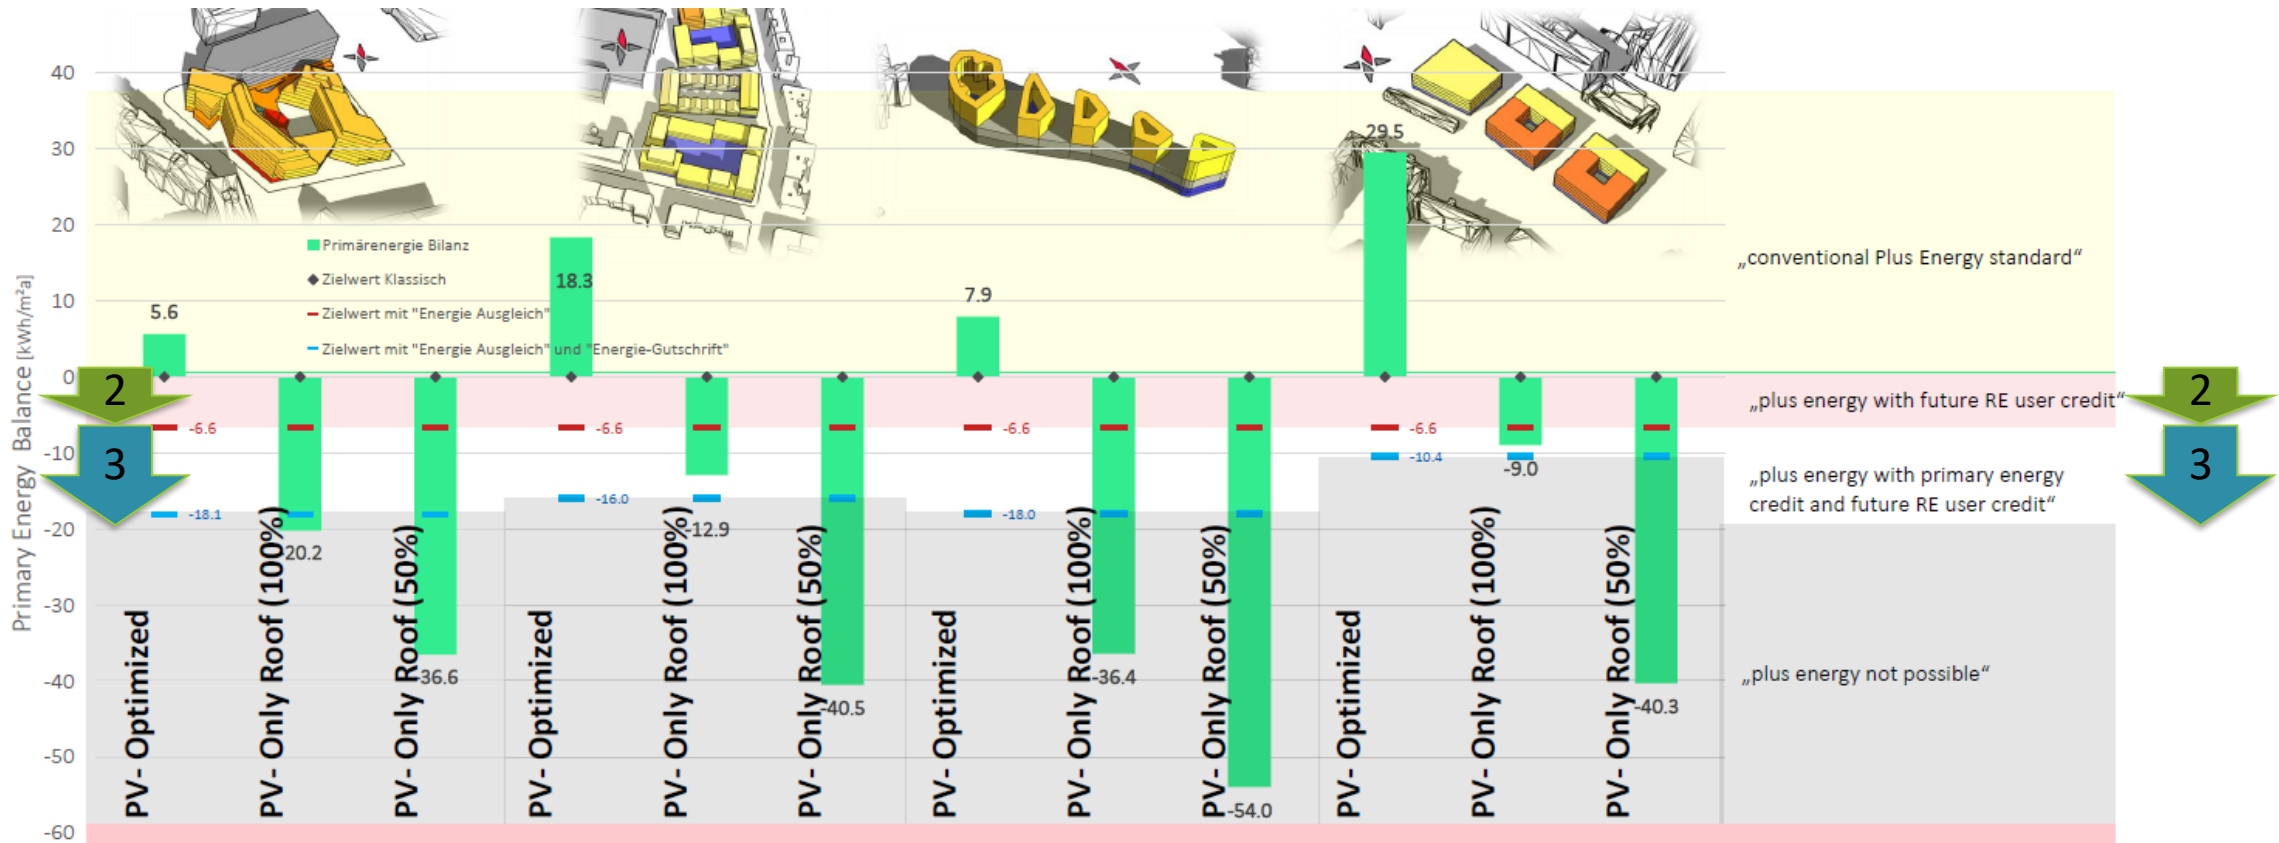 Primary Energy Balance [kWh/m²a]
40
30
20
10
0
-10
-20
-30
-40
-50
-60
Primärenergie Bilanz
Zielwert Klassisch
Zielwert mit "Energie Ausgleich"
Zielwert mit "Energie Ausgleich" und "Energie-Gutschrift"
5.6
-20.2
-36.6
18.3
-12.9
-40.5
7.9
-36.4
-54.0
29.5
-9.0
-40.3
-6.6
-6.6
-6.6
-6.6
-18.1
-16.0
-18.0
-10.4
PV- Optimized
PV- Only Roof (100%)
PV- Only Roof (50%)
PV- Optimized
PV- Only Roof (100%)
PV- Only Roof (50%)
PV- Optimized
PV- Only Roof (100%)
PV- Only Roof (50%)
PV- Optimized
PV- Only Roof (100%)
PV- Only Roof (50%)
2
3
„conventional Plus Energy standard“
„plus energy with future RE user credit“
„plus energy with primary energy
credit and future RE user credit“
„plus energy not possible“
2
3